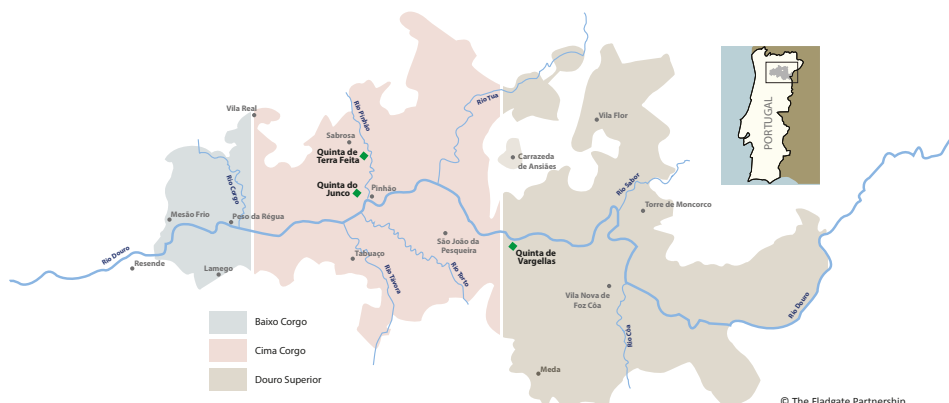 Vila Real
Rio Pinhão
Sabrosa
Quinta de
Terra Feita
Quinta do
Junco
Pinhão
Rio Tua
Vila Flor
Carrazeda
de Ansiães
PORTUGAL
Rio Corgo
Mesão Frio
Peso da Régua
Rio Sabor
Torre de Moncorco
Rio Douro
Resende
Lamego
Tabuaço
Rio Távora
São João da
Pesqueira
Rio Torto
Quinta de
Vargellas
Vila Nova de
Foz Côa
Rio Côa
Rio Douro
Meda
Baixo Corgo
Cima Corgo
Douro Superior
© The Fladgate Partnership